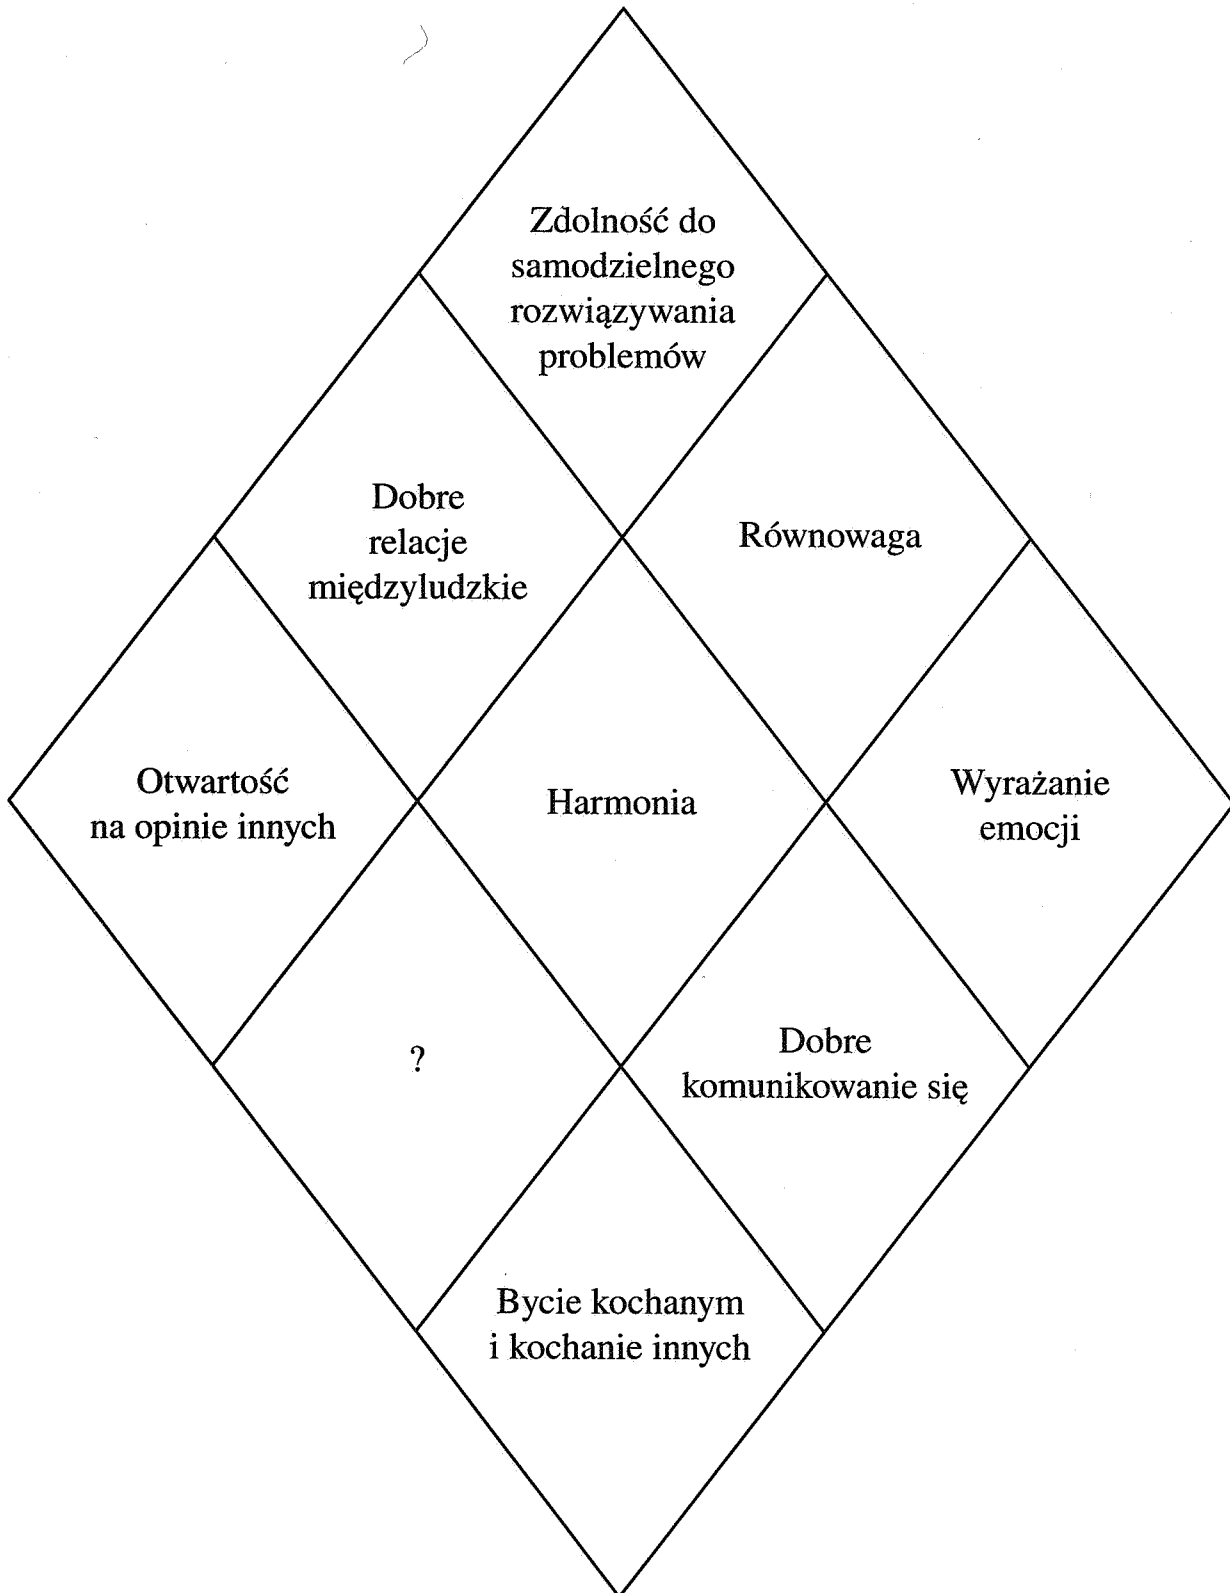 Zdolność do
samodzielnego
rozwiązywania
problemów
Dobre
relacje
międzyludzkie
Równowaga
Otwartość
na opinie innych
Harmonia
Wyrażanie
emocji
?
Dobre
komunikowanie się
Bycie kochanym
i kochanie innych